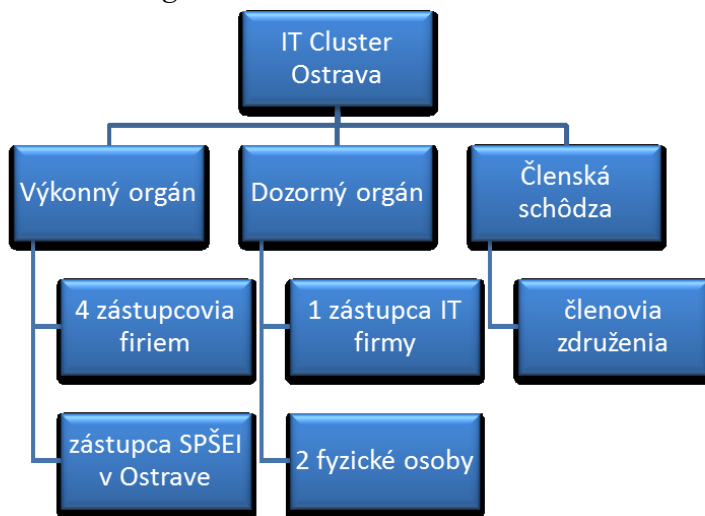 IT Cluster
Ostrava
Výkonný orgán
Dozorný orgán
Členská
schôdza
4 zástupcovia
firiem
1 zástupca IT
firmy
členovia
združenia
zástupca SPŠEI
v Ostrave
2 fyzické osoby